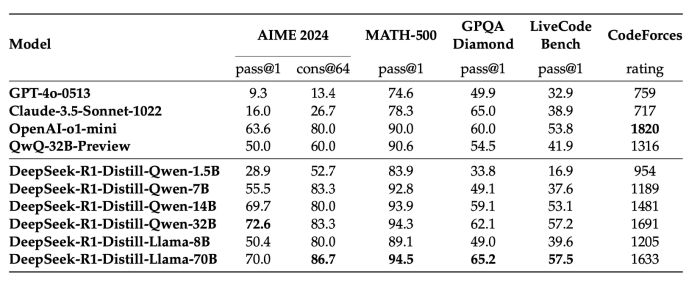 Model AIME 2024 MATH-500 GPQA Diamond LiveCode Bench CodeForces
pass@1 cons@64 pass@1 pass@1 pass@1 rating
GPT-4o-0513 9.3 13.4 74.6 49.9 32.9 759
Claude-3.5-Sonnet-1022 16.0 26.7 78.3 65.0 38.9 717
OpenAI-o1-mini 63.6 80.0 90.0 60.0 53.8 1820
QwQ-32B-Preview 50.0 60.0 90.6 54.5 41.9 1316
DeepSeek-R1-Distill-Qwen-1.5B 28.9 52.7 83.9 33.8 16.9 954
DeepSeek-R1-Distill-Qwen-7B 55.5 83.3 92.8 49.1 37.6 1189
DeepSeek-R1-Distill-Qwen-14B 69.7 80.0 93.9 59.1 53.1 1481
DeepSeek-R1-Distill-Qwen-32B 72.6 83.3 94.3 62.1 57.2 1691
DeepSeek-R1-Distill-Llama-8B 50.4 80.0 89.1 49.0 39.6 1205
DeepSeek-R1-Distill-Llama-70B 70.0 86.7 94.5 65.2 57.5 1633